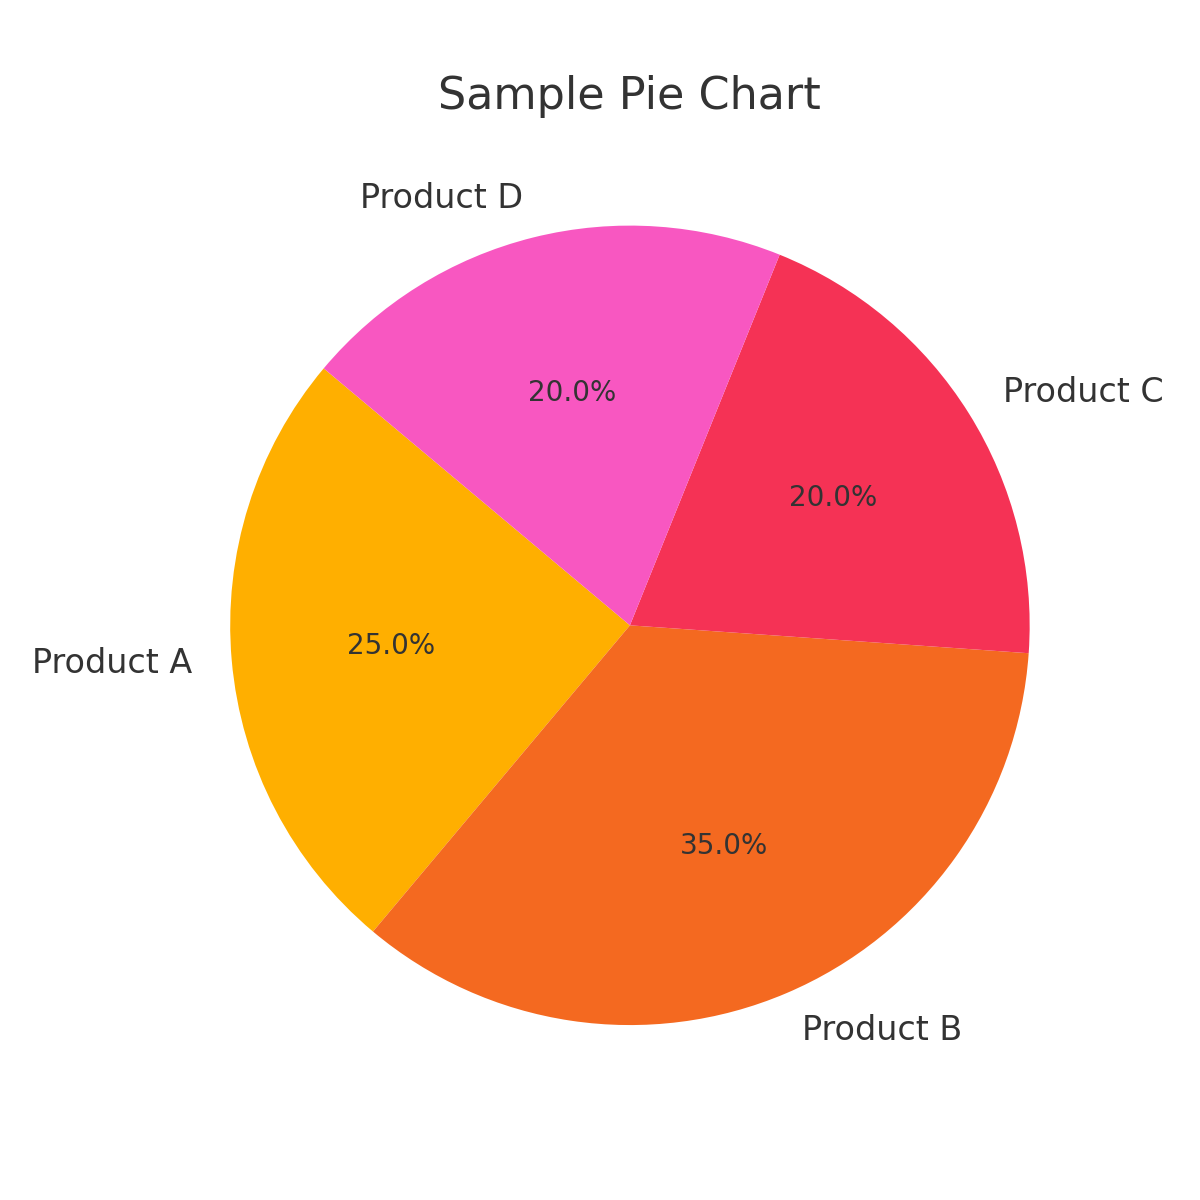 Sample Pie Chart
Product D
20.0%
Product C
20.0%
Product A
25.0%
35.0%
Product B